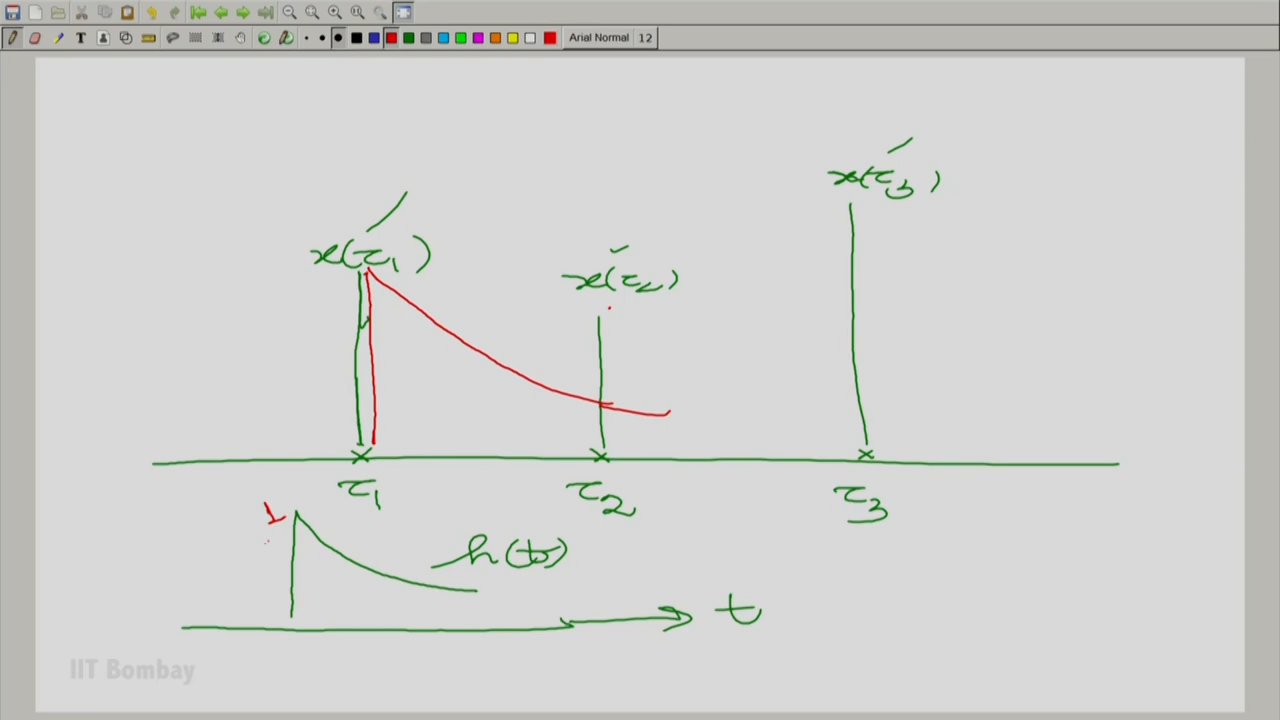 Arial Normal 12
x(τ3)
x(τ1)
x(τ2)
τ1 τ2 τ3
1
h(t)
t
IIT Bombay